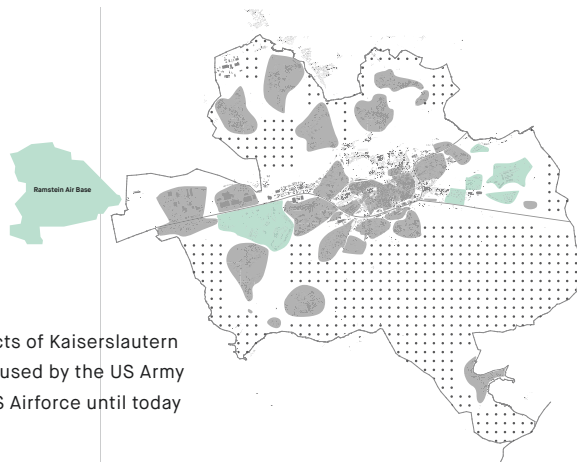 Ramstein Air Base
cts of Kaiserslautern
used by the US Army
S Airforce until today